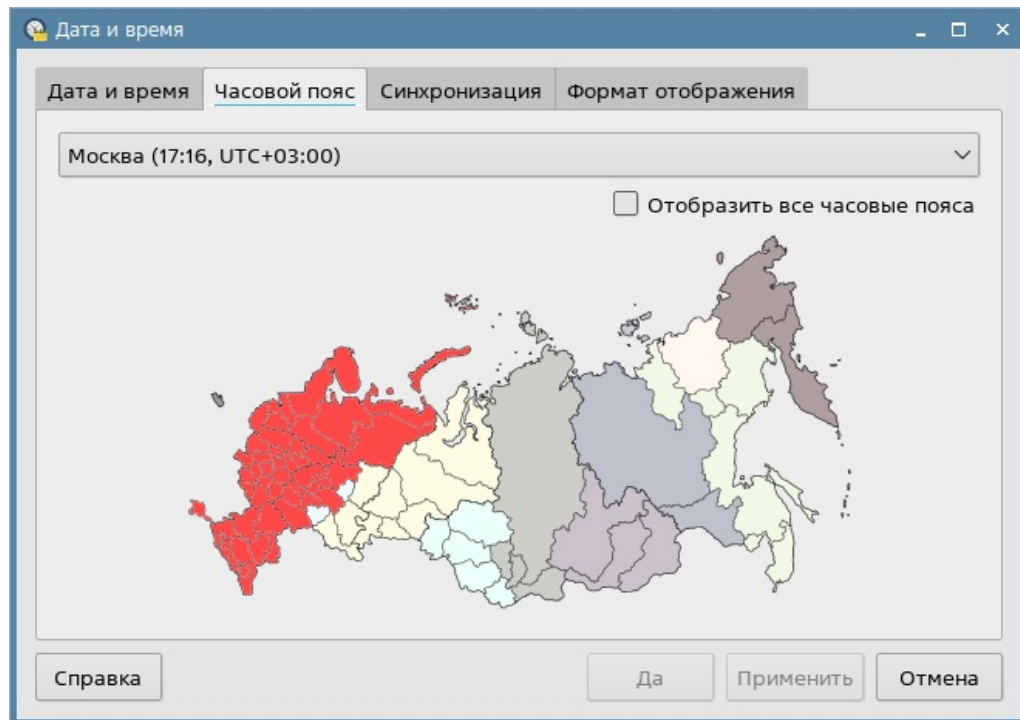 Дата и время
Дата и время Часовой пояс Синхронизация Формат отображения
Москва (17:16, UTC+03:00)
Отобразить все часовые пояса
Справка Да Применить Отмена